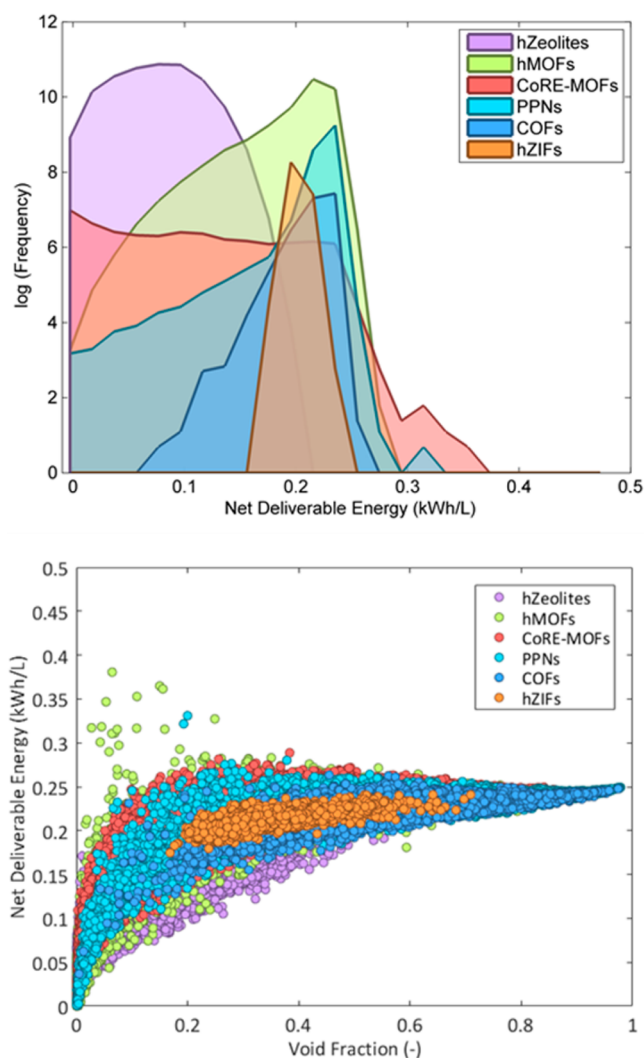 12
10
8
6
4
2
0
log (Frequency)
hZeolites
hMOFs
CoRE-MOFs
PPNs
COFs
hZIFs
0 0.1 0.2 0.3 0.4 0.5
Net Deliverable Energy (kWh/L)
0.5
0.45
0.4
0.35
0.3
0.25
0.2
0.15
0.1
0.05
0
Net Deliverable Energy (kWh/L)
hZeolites
hMOFs
CoRE-MOFs
PPNs
COFs
hZIFs
0 0.2 0.4 0.6 0.8 1
Void Fraction (-)